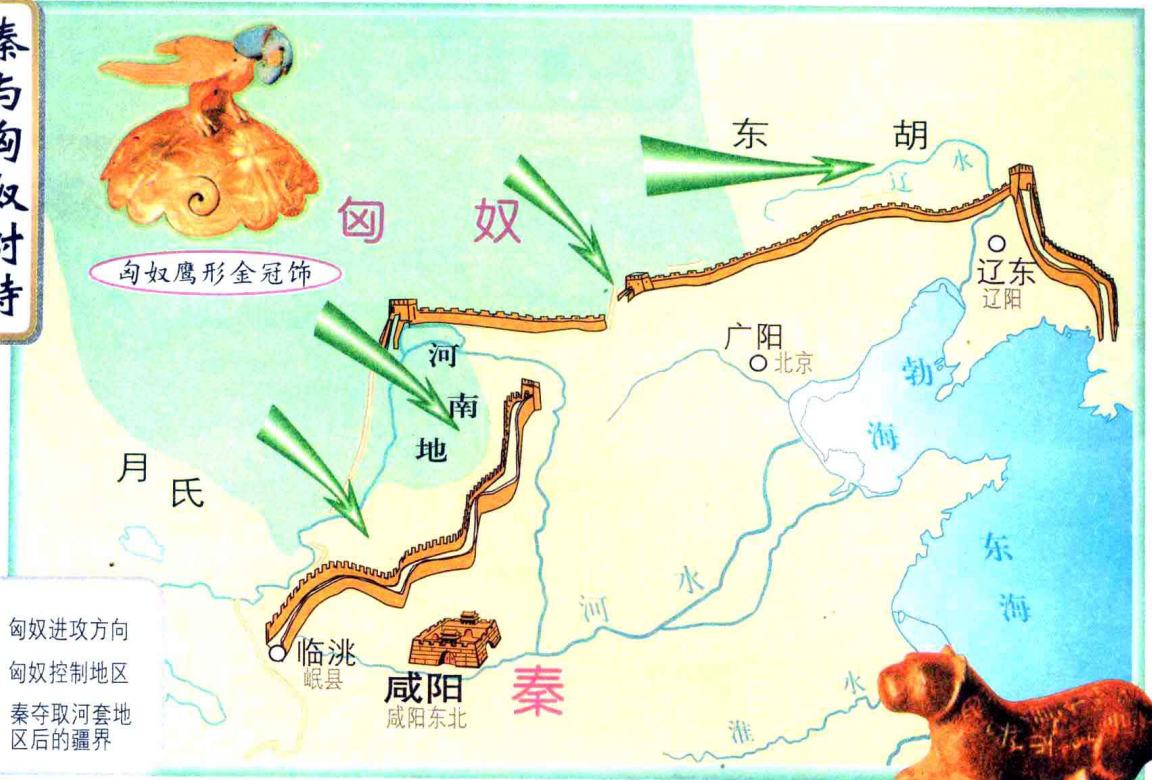 秦与匈奴对峙
匈奴鹰形金冠饰
匈 奴
东 胡
辽 水
辽东
辽阳
广阳
北京
河南地
勃海
月氏
东海
河 水
临洮
岷县
咸阳
咸阳东北
秦
淮 水
匈奴进攻方向
匈奴控制地区
秦夺取河套地
区后的疆界